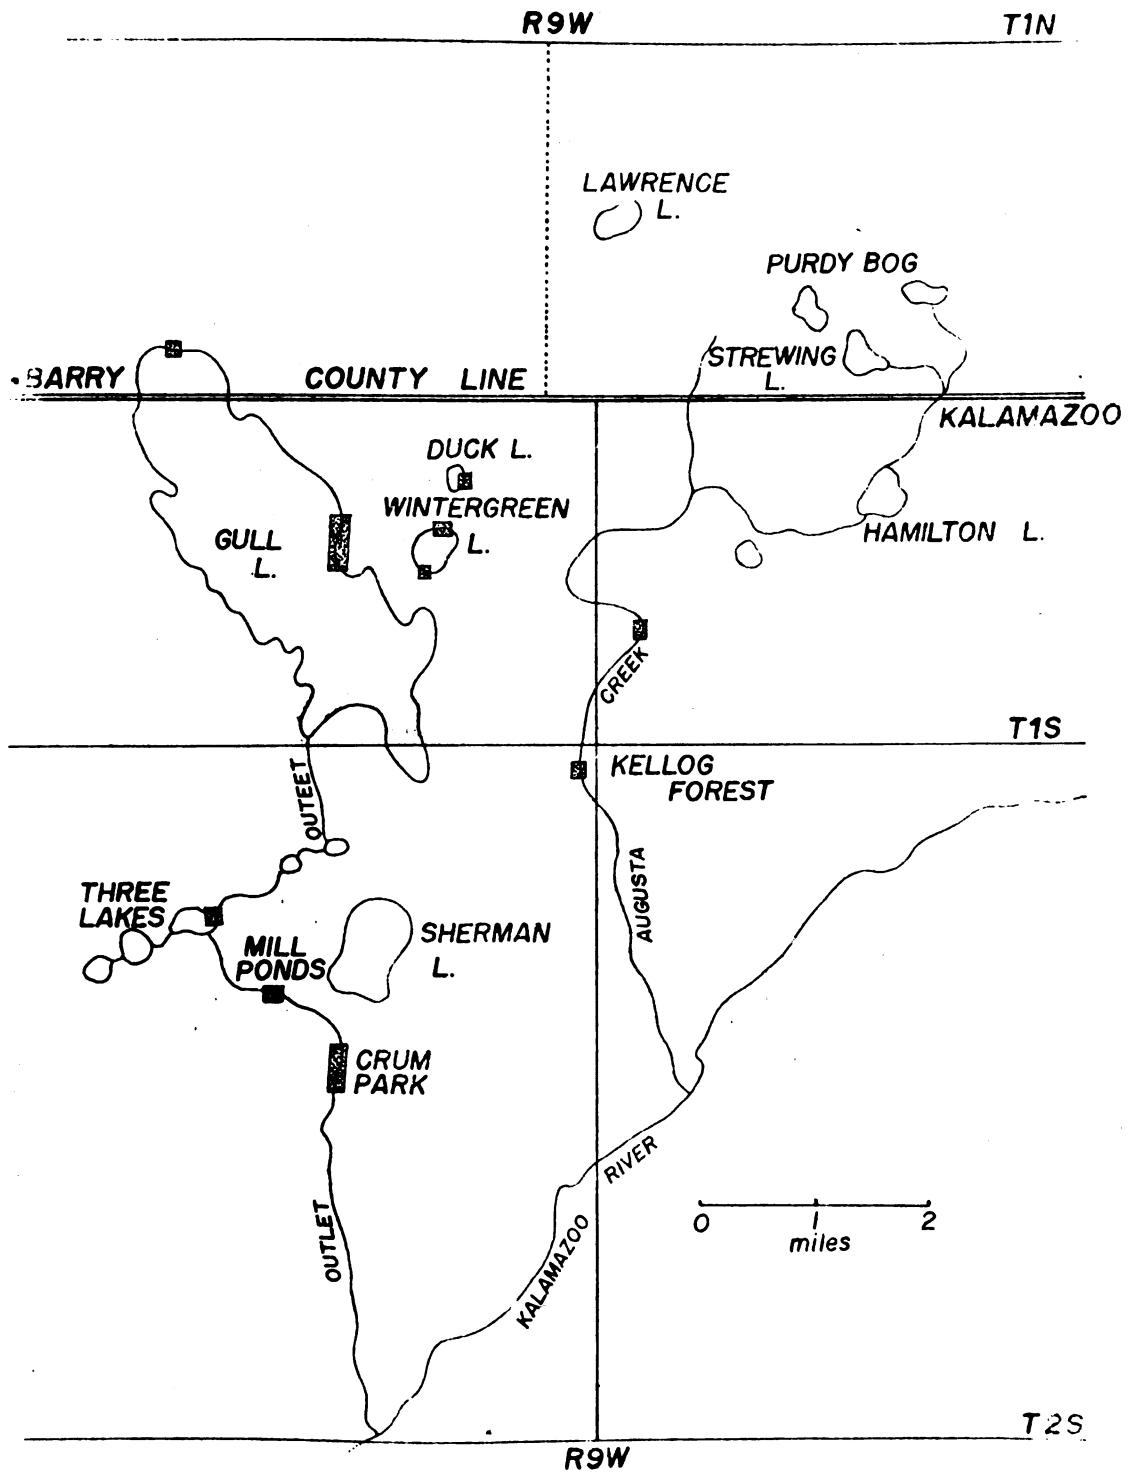 R9W
T1N
LAWRENCE
L.
PURDY BOG
STREWING
L.
BARRY COUNTY LINE
KALAMAZOO
DUCK L.
WINTERGREEN
L.
GULL
L.
HAMILTON L.
CREEK
T1S
KELLOG
FOREST
OUTEET
AUGUSTA
THREE
LAKES
MILL
PONDS
SHERMAN
L.
CRUM
PARK
RIVER
OUTLET
KALAMAZOO
0 1 2
miles
T2S
R9W